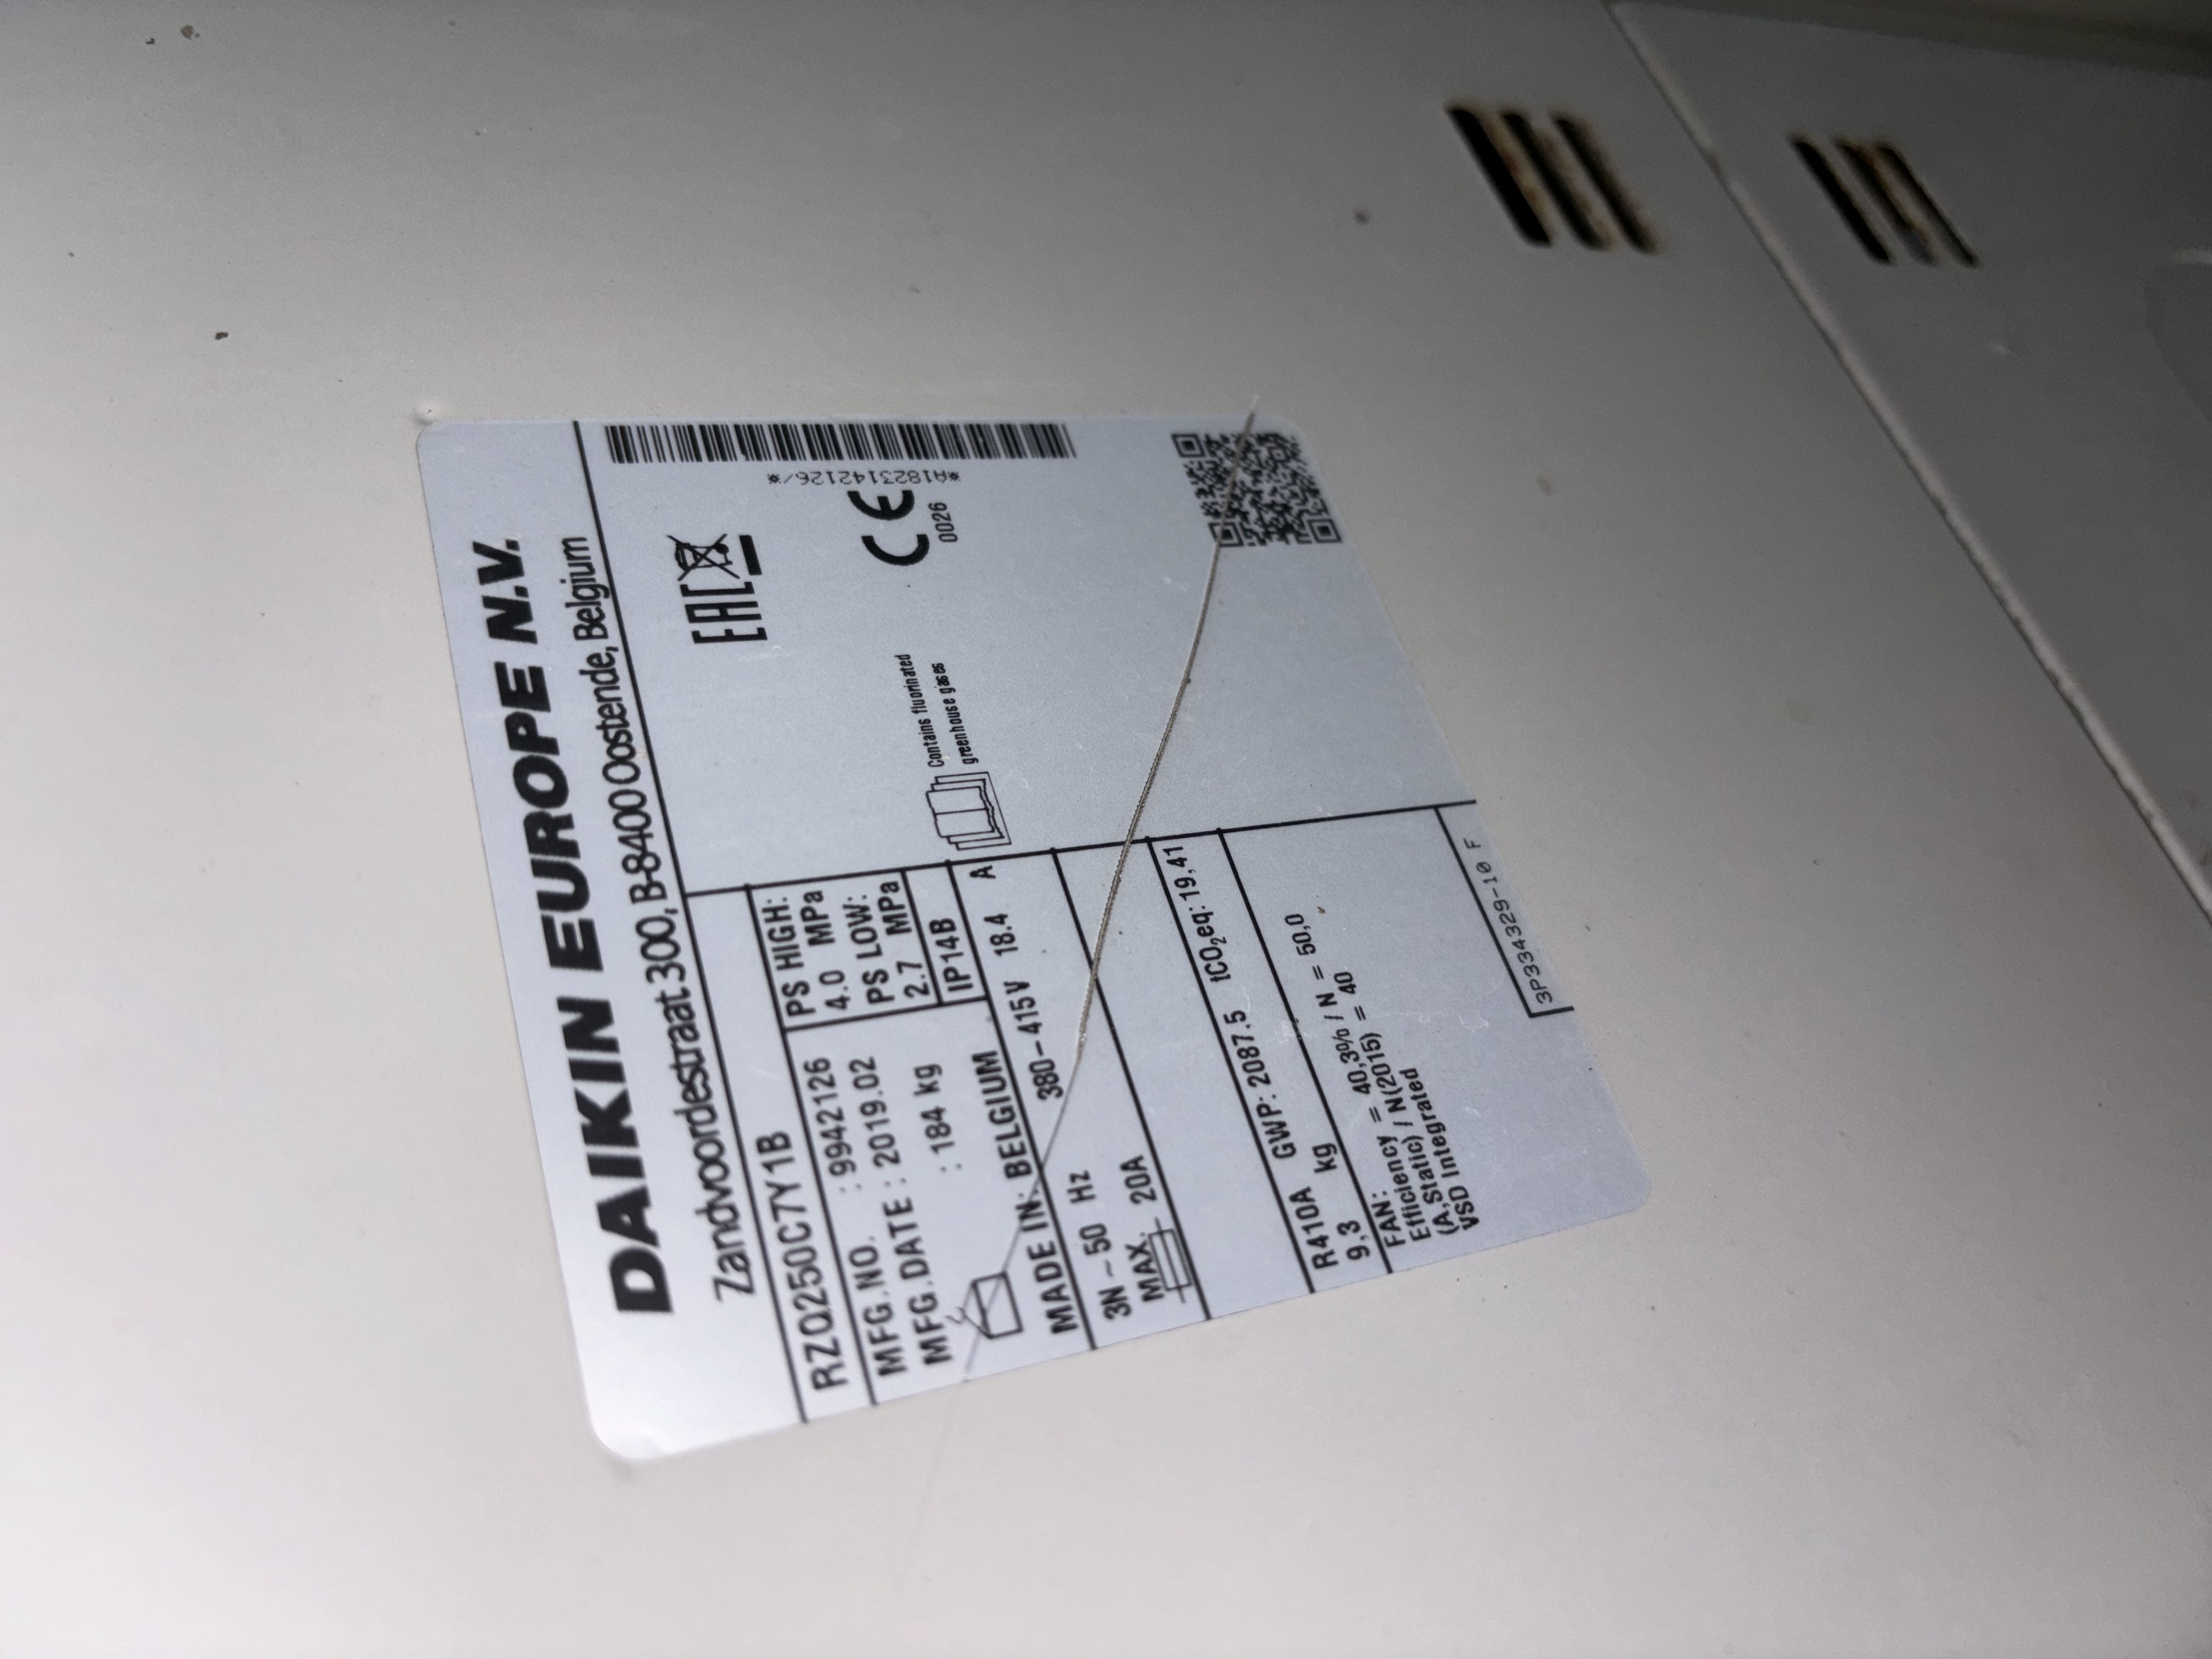 DAIKIN EUROPE N.V.
Zandvoordestraat 300, B-8400 Oostende, Belgium
RZQ250C7Y1B
MFG.NO. : 9942126
MFG.DATE : 2019.02
: 184 kg
MADE IN: BELGIUM
PS HIGH:
4.0 MPa
PS LOW:
2.7 MPa
IP14B
3N~50 Hz 380-415V 18.4 A
MAX. 20A
R410A GWP: 2087.5 tCO₂eq: 19,41
9,3 kg
FAN:
Efficiency = 40,3% / N = 50,0
(A,Static) / N(2015) = 40
VSD Integrated
3P334329-10 F
EAC
Contains fluorinated
greenhouse gases
CE
0026
*A1823142126/*